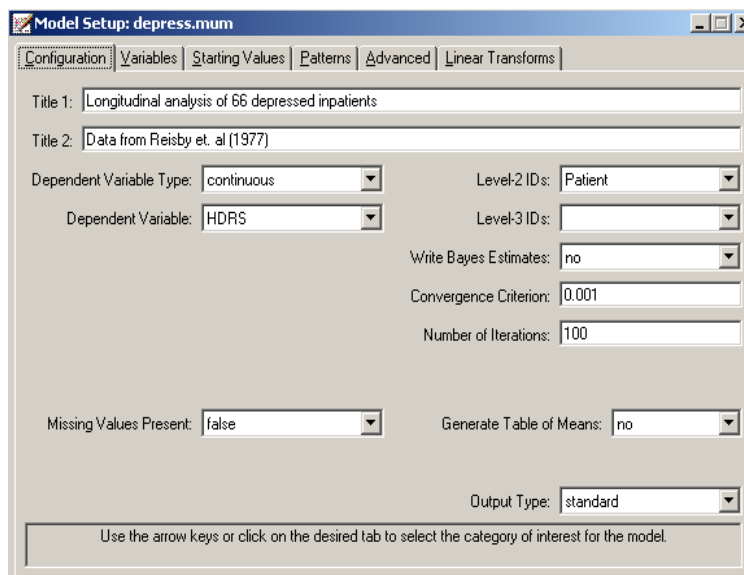 Model Setup: depress.mum
Configuration Variables Starting Values Patterns Advanced Linear Transforms
Title 1: Longitudinal analysis of 66 depressed inpatients
Title 2: Data from Reisby et. al (1977)
Dependent Variable Type: continuous Level-2 IDs: Patient
Dependent Variable: HDRS Level-3 IDs:
Write Bayes Estimates: no
Convergence Criterion: 0.001
Number of Iterations: 100
Missing Values Present: false Generate Table of Means: no
Output Type: standard
Use the arrow keys or click on the desired tab to select the category of interest for the model.